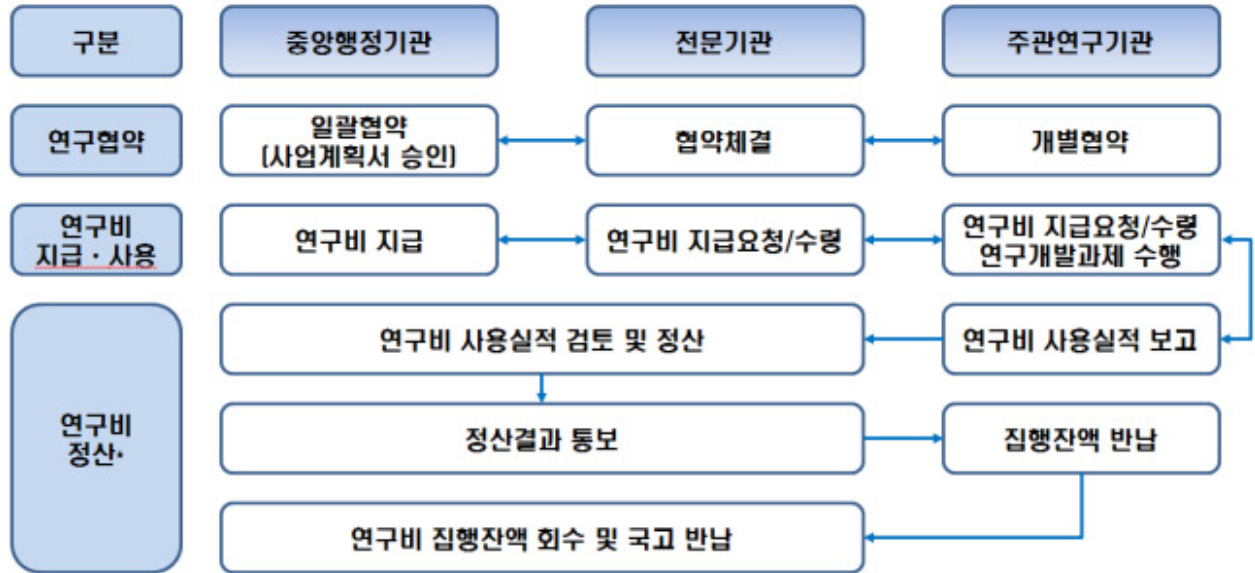 구분
중앙행정기관
전문기관
주관연구기관
연구협약
일괄협약
(사업계획서 승인)
협약체결
개별협약
연구비
지급 · 사용
연구비 지급
연구비 지급요청/수령
연구비 지급요청/수령
연구개발과제 수행
연구비
정산*
연구비 사용실적 검토 및 정산
연구비 사용실적 보고
정산결과 통보
집행잔액 반납
연구비 집행잔액 회수 및 국고 반납